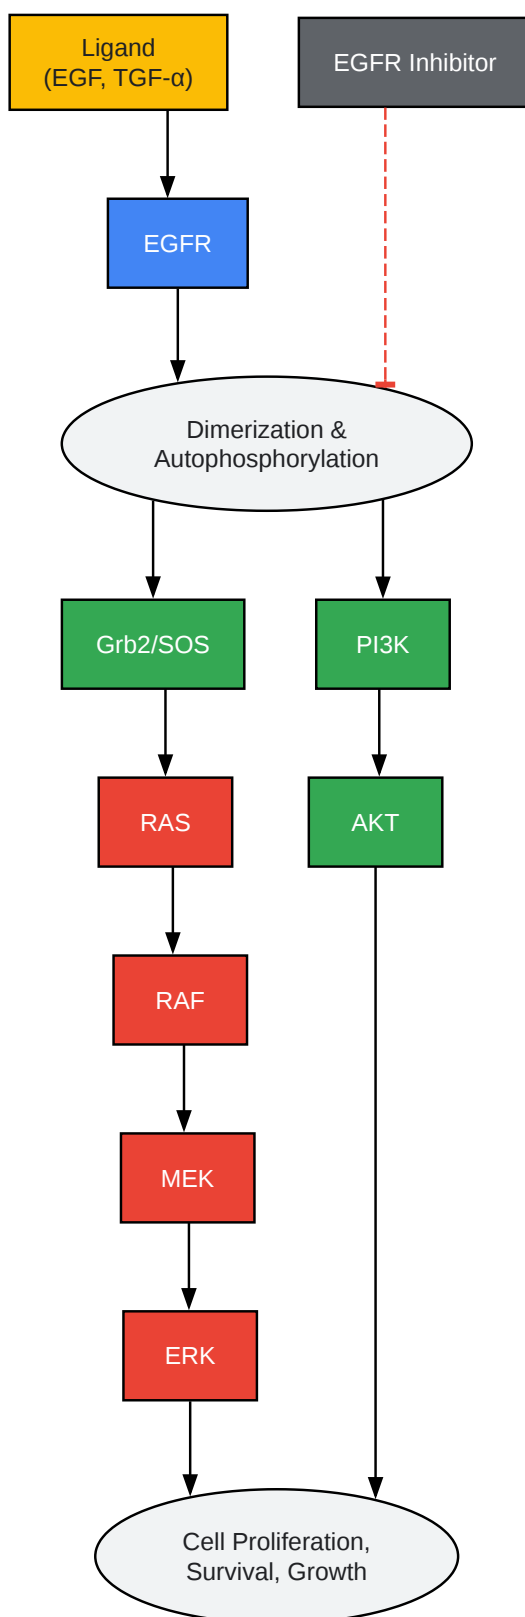 Ligand
(EGF, TGF-α)
EGFR Inhibitor
EGFR
Dimerization &
Autophosphorylation
Grb2/SOS
PI3K
RAS
AKT
RAF
MEK
ERK
Cell Proliferation,
Survival, Growth